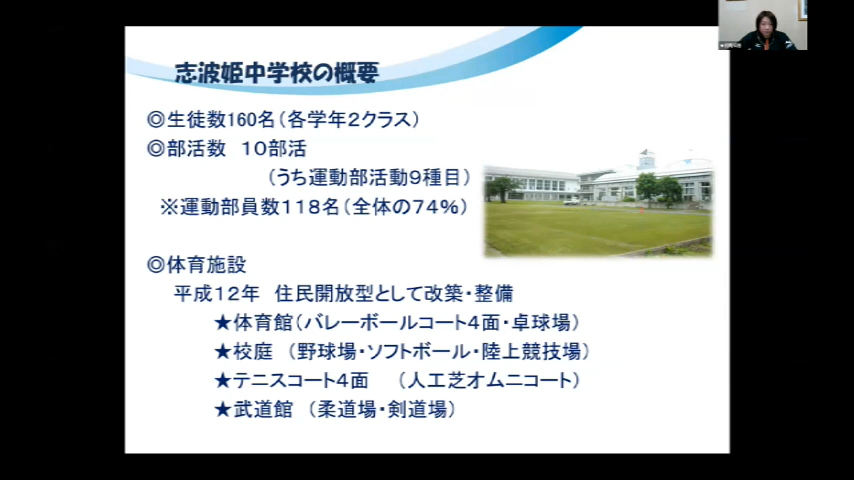 志波姫中学校の概要
◎生徒数160名（各学年２クラス）
◎部活数　１０部活
（うち運動部活動９種目）
※運動部員数１１８名（全体の７４％）
◎体育施設
平成１２年　住民開放型として改築・整備
★体育館（バレーボールコート４面・卓球場）
★校庭　（野球場・ソフトボール・陸上競技場）
★テニスコート４面　（人工芝オムニコート）
★武道館　（柔道場・剣道場）